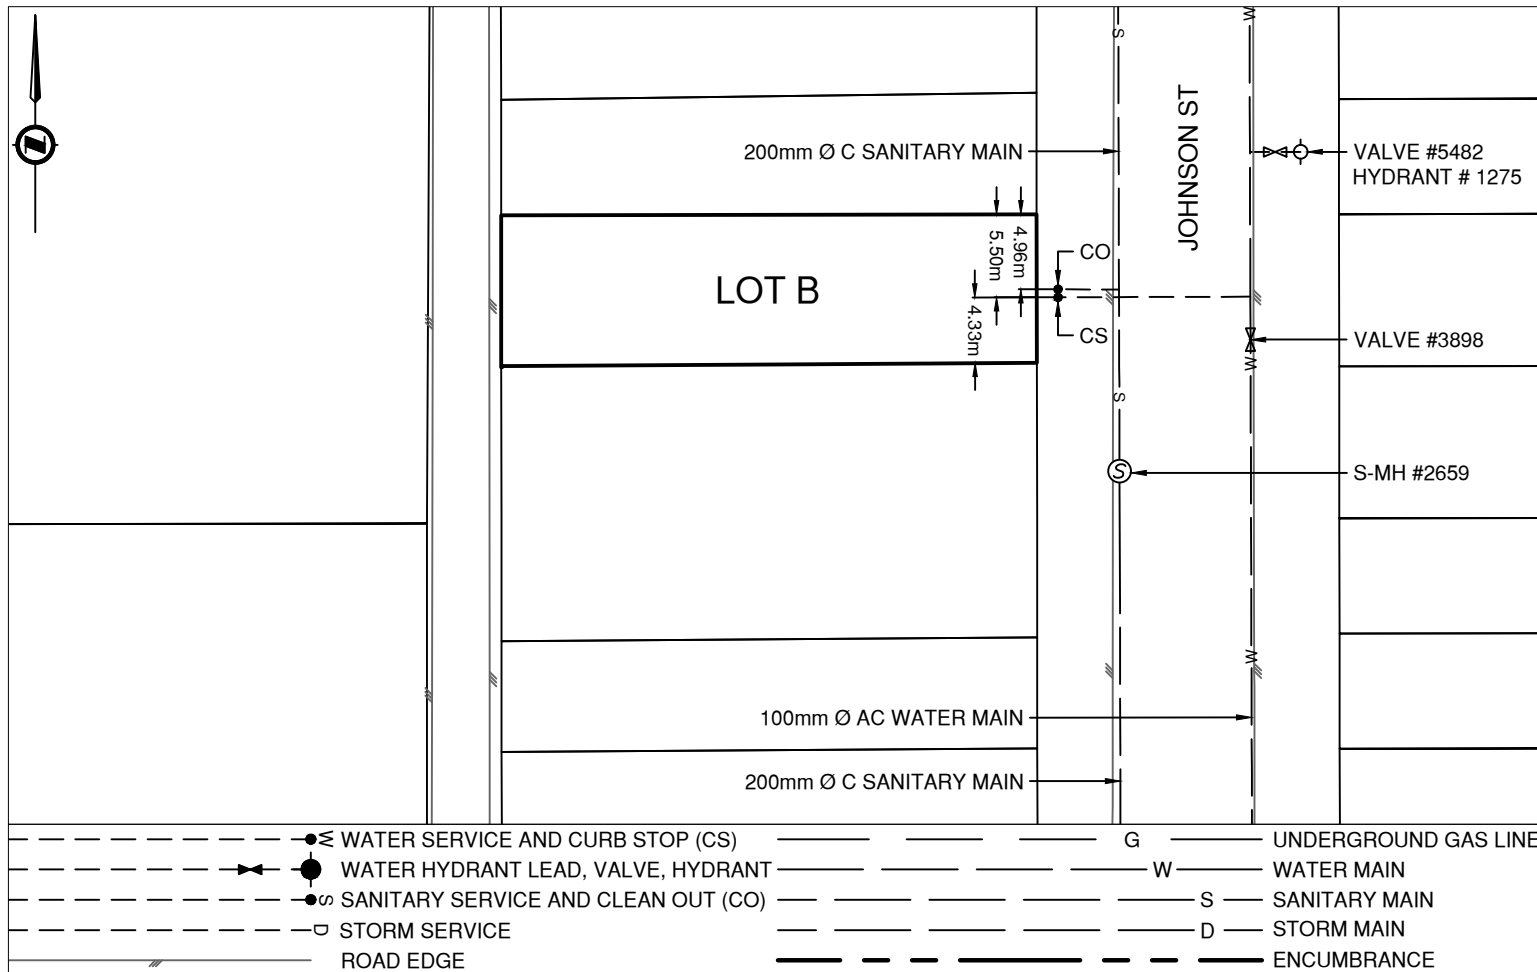 S
W
JOHNSON ST
200mm Ø C SANITARY MAIN
VALVE #5482
HYDRANT # 1275
N
4.96m
5.50m
CO
LOT B
4.33m
CS
VALVE #3898
W
S
S
S-MH #2659
W
100mm Ø AC WATER MAIN
200mm Ø C SANITARY MAIN
W WATER SERVICE AND CURB STOP (CS)
WATER HYDRANT LEAD, VALVE, HYDRANT
S SANITARY SERVICE AND CLEAN OUT (CO)
D STORM SERVICE
ROAD EDGE
G UNDERGROUND GAS LINE
W WATER MAIN
S SANITARY MAIN
D STORM MAIN
ENCUMBRANCE